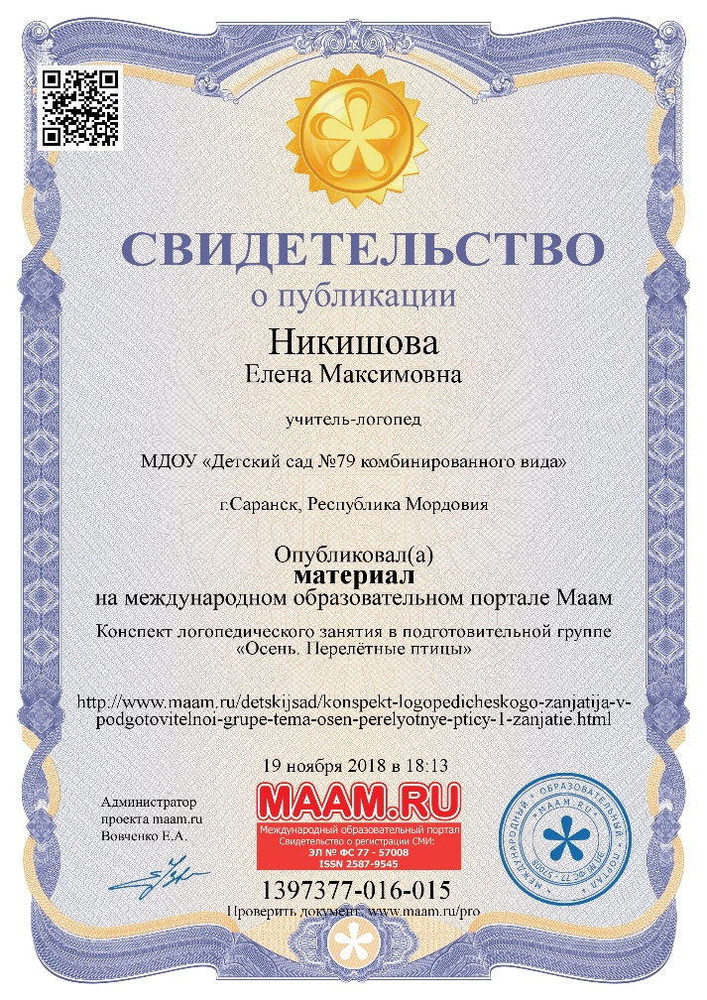 СВИДЕТЕЛЬСТВО
о публикации
Никишова
Елена Максимовна
учитель-логопед
МДОУ «Детский сад №79 комбинированного вида»
г.Саранск, Республика Мордовия
Опубликовал(а)
материал
на международном образовательном портале Маам
Конспект логопедического занятия в подготовительной группе
«Осень. Перелётные птицы»
http://www.maam.ru/detskijsad/konspekt-logopedicheskogo-zanjatija-v-
podgotovitelnoi-grupe-tema-osen-perelyotnye-pticy-1-zanjatie.html
19 ноября 2018 в 18:13
Администратор
проекта maam.ru
Вовченко Е.А.
MAAM.RU
Международный образовательный портал
Свидетельство о регистрации СМИ:
ЭЛ № ФС 77 - 57008
ISSN 2587-9545
МЕЖДУНАРОДНЫЙ * ОБРАЗОВАТЕЛЬНЫЙ * ПОРТАЛ *
* MAAM.RU *
ЭЛ № ФС 77 - 57008
1397377-016-015
Проверить документ: www.maam.ru/pro